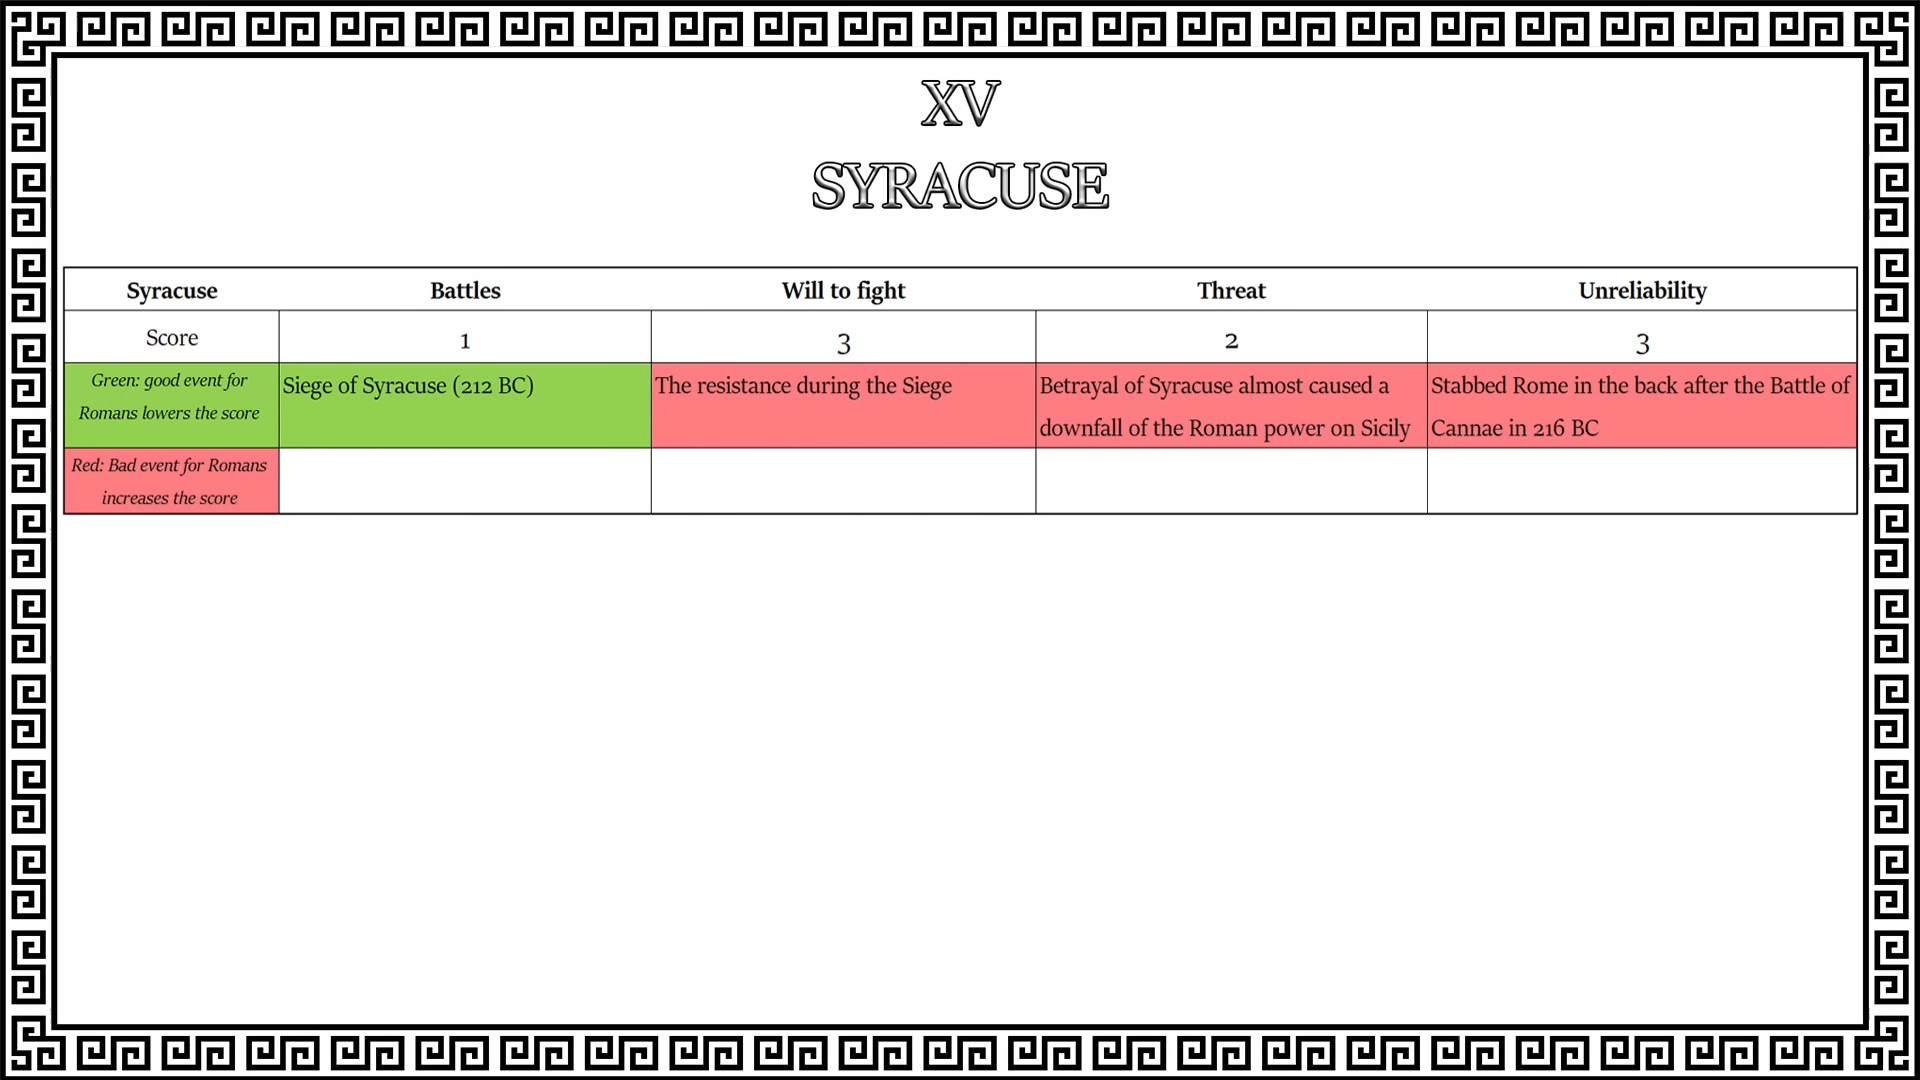 XV
SYRACUSE
Syracuse Battles Will to fight Threat Unreliability
Score 1 3 2 3
Green: good event for
Romans lowers the score
Siege of Syracuse (212 BC)
The resistance during the Siege
Betrayal of Syracuse almost caused a
downfall of the Roman power on Sicily
Stabbed Rome in the back after the Battle of
Cannae in 216 BC
Red: Bad event for Romans
increases the score